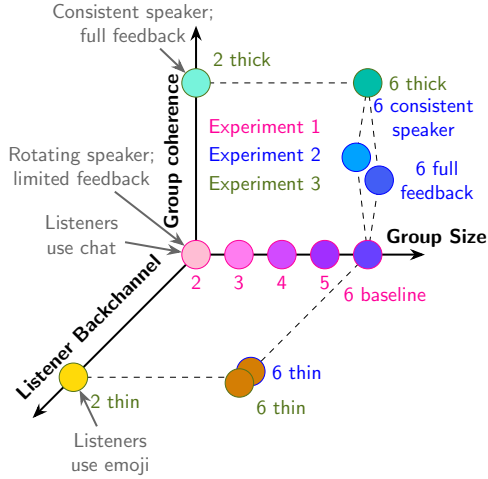 Consistent speaker;
full feedback
2 thick
6 thick
6 consistent
speaker
Group coherence
Experiment 1
Experiment 2
Experiment 3
Rotating speaker;
limited feedback
6 full
feedback
Listeners
use chat
Group Size
2
3
4
5
6 baseline
Listener Backchannel
6 thin
2 thin
6 thin
Listeners
use emoji